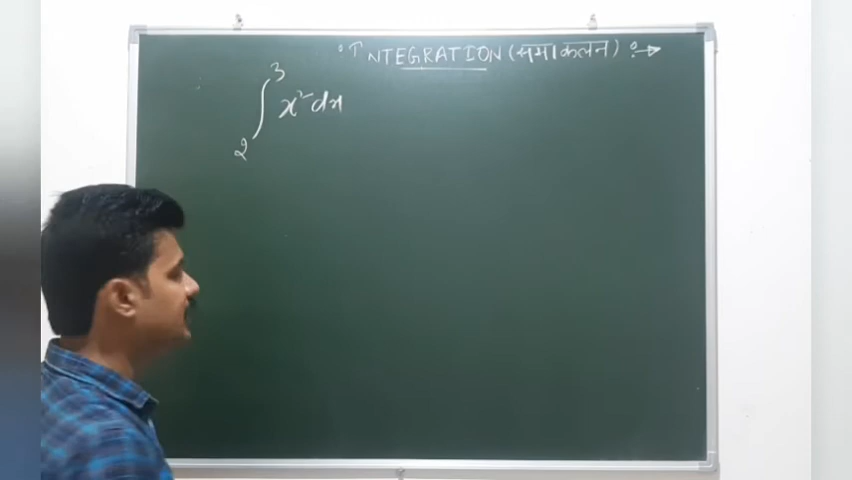 INTEGRATION (समाकलन) :→
∫₂³ x² dx